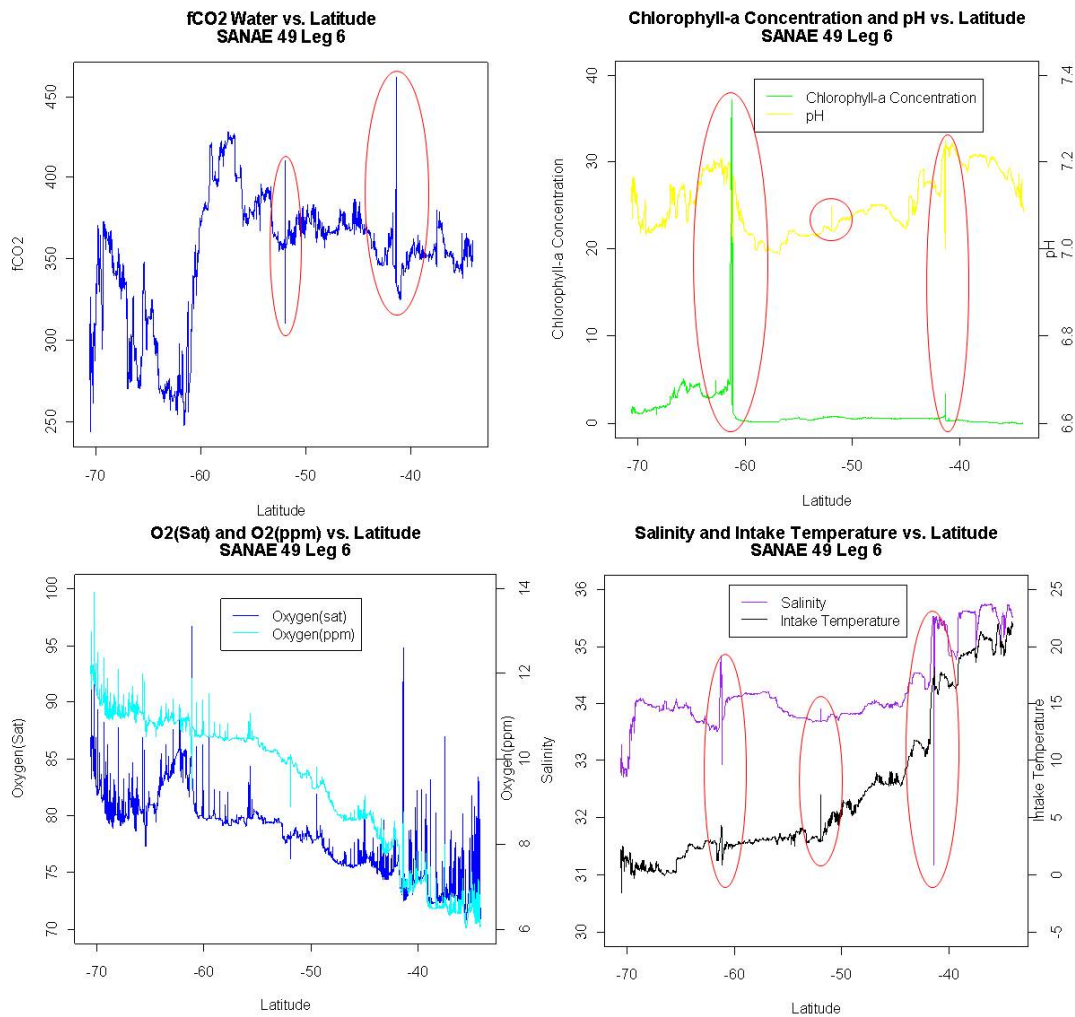 fCO2 Water vs. Latitude
SANAE 49 Leg 6
450
400
350
300
250
fCO2
-70 -60 -50 -40
Latitude
Chlorophyll-a Concentration and pH vs. Latitude
SANAE 49 Leg 6
Chlorophyll-a Concentration
pH
40
30
20
10
0
Chlorophyll-a Concentration
7.4
7.2
7.0
6.8
6.6
pH
-70 -60 -50 -40
Latitude
O2(Sat) and O2(ppm) vs. Latitude
SANAE 49 Leg 6
Oxygen(sat)
Oxygen(ppm)
100
95
90
85
80
75
70
Oxygen(Sat)
14
12
10
8
6
Oxygen(ppm)
-70 -60 -50 -40
Latitude
Salinity and Intake Temperature vs. Latitude
SANAE 49 Leg 6
Salinity
Intake Temperature
36
35
34
33
32
31
30
Salinity
25
20
15
10
5
0
-5
Intake Temperature
-70 -60 -50 -40
Latitude